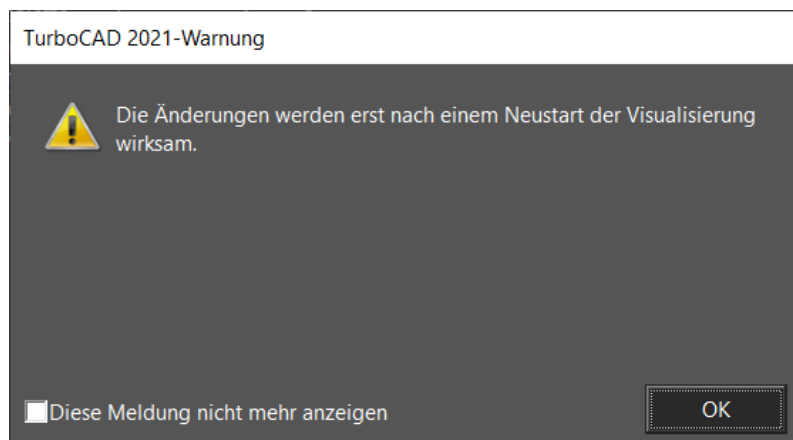 TurboCAD 2021-Warnung
Die Änderungen werden erst nach einem Neustart der Visualisierung
wirksam.
Diese Meldung nicht mehr anzeigen
OK